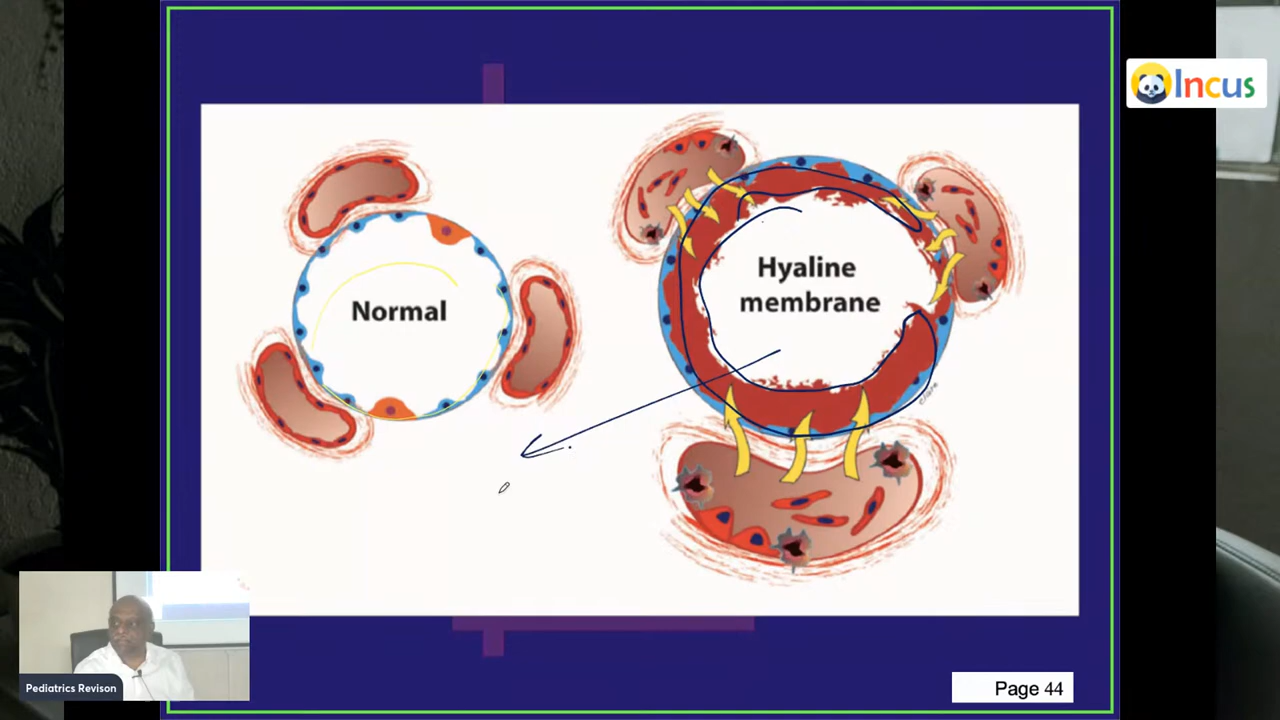 Incus
Normal
Hyaline
membrane
Pediatrics Revison
Page 44